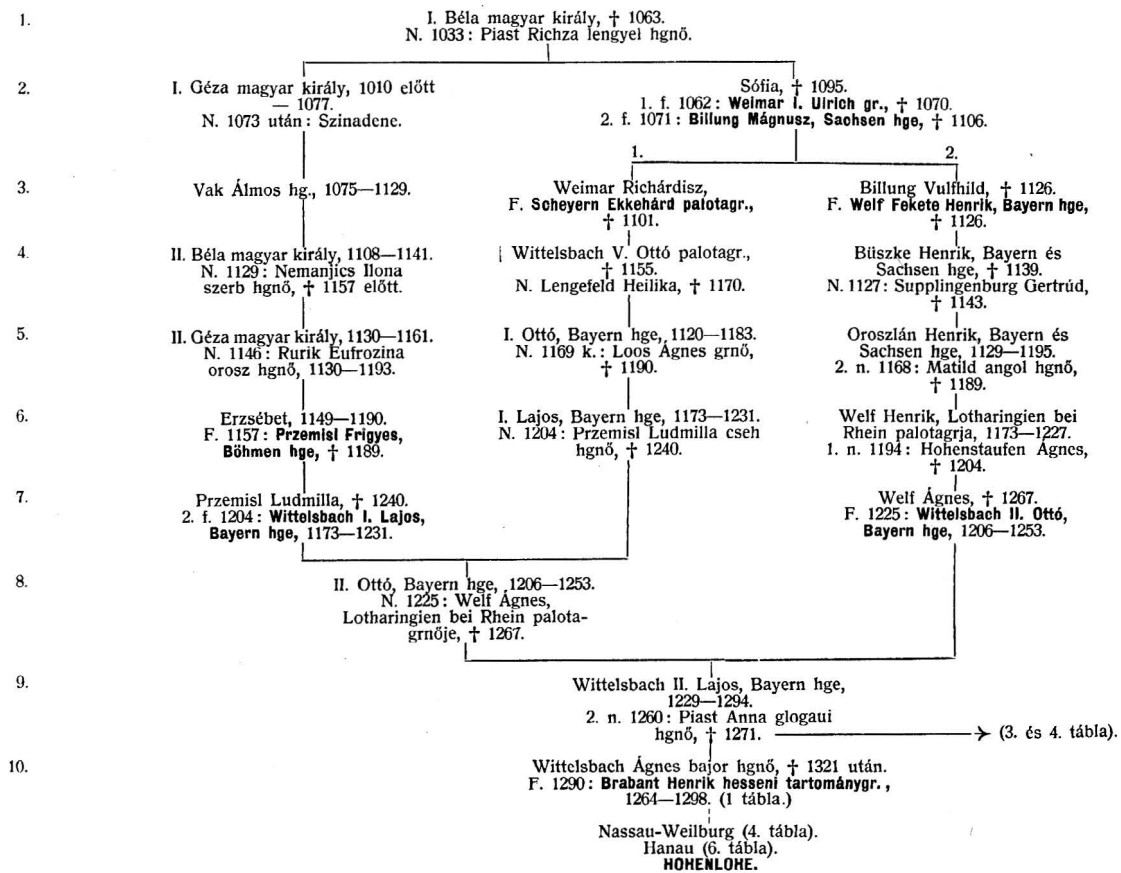 1.
I. Béla magyar király, † 1063.
N. 1033: Piast Richza lengyel hgnő.
2.
I. Géza magyar király, 1010 előtt
— 1077.
N. 1073 után: Szinadene.
Sófia, † 1095.
1. f. 1062: Weimar I. Ulrich gr., † 1070.
2. f. 1071: Billung Mágnusz, Sachsen hge, † 1106.
1.
2.
3.
Vak Álmos hg., 1075—1129.
Weimar Richárdisz,
F. Scheyern Ekkehárd palotagr.,
† 1101.
Billung Vulfhild, † 1126.
F. Welf Fekete Henrik, Bayern hge,
† 1126.
4.
II. Béla magyar király, 1108—1141.
N. 1129: Nemanjics Ilona
szerb hgnő, † 1157 előtt.
Wittelsbach V. Ottó palotagr.,
† 1155.
N. Lengefeld Heilika, † 1170.
Büszke Henrik, Bayern és
Sachsen hge, † 1139.
N. 1127: Supplingenburg Gertrúd,
† 1143.
5.
II. Géza magyar király, 1130—1161.
N. 1146: Rurik Eufrozina
orosz hgnő, 1130—1193.
I. Ottó, Bayern hge, 1120—1183.
N. 1169 k.: Loos Ágnes grnő,
† 1190.
Oroszlán Henrik, Bayern és
Sachsen hge, 1129—1195.
2. n. 1168: Matild angol hgnő,
† 1189.
6.
Erzsébet, 1149—1190.
F. 1157: Przemisl Frigyes,
Böhmen hge, † 1189.
I. Lajos, Bayern hge, 1173—1231.
N. 1204: Przemisl Ludmilla cseh
hgnő, † 1240.
Welf Henrik, Lotharingien bei
Rhein palotagrja, 1173—1227.
1. n. 1194: Hohenstaufen Ágnes,
† 1204.
7.
Przemisl Ludmilla, † 1240.
2. f. 1204: Wittelsbach I. Lajos,
Bayern hge, 1173—1231.
Welf Ágnes, † 1267.
F. 1225: Wittelsbach II. Ottó,
Bayern hge, 1206—1253.
8.
II. Ottó, Bayern hge, 1206—1253.
N. 1225: Welf Ágnes,
Lotharingien bei Rhein palota-
grnője, † 1267.
9.
Wittelsbach II. Lajos, Bayern hge,
1229—1294.
2. n. 1260: Piast Anna glogaui
hgnő, † 1271. → (3. és 4. tábla).
10.
Wittelsbach Ágnes bajor hgnő, † 1321 után.
F. 1290: Brabant Henrik hesseni tartománygr.,
1264—1298. (1 tábla.)
Nassau-Weilburg (4. tábla).
Hanau (6. tábla).
HOHENLOHE.